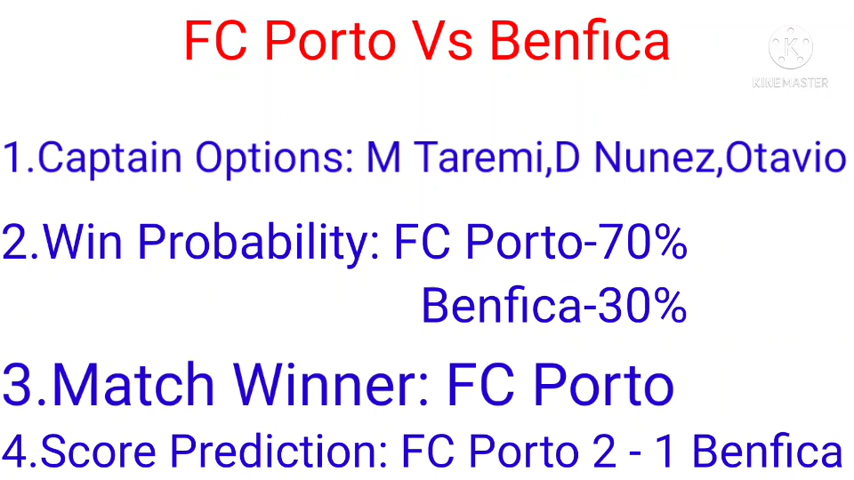 FC Porto Vs Benfica
KINEMASTER
1.Captain Options: M Taremi,D Nunez,Otavio
2.Win Probability: FC Porto-70%
Benfica-30%
3.Match Winner: FC Porto
4.Score Prediction: FC Porto 2 - 1 Benfica